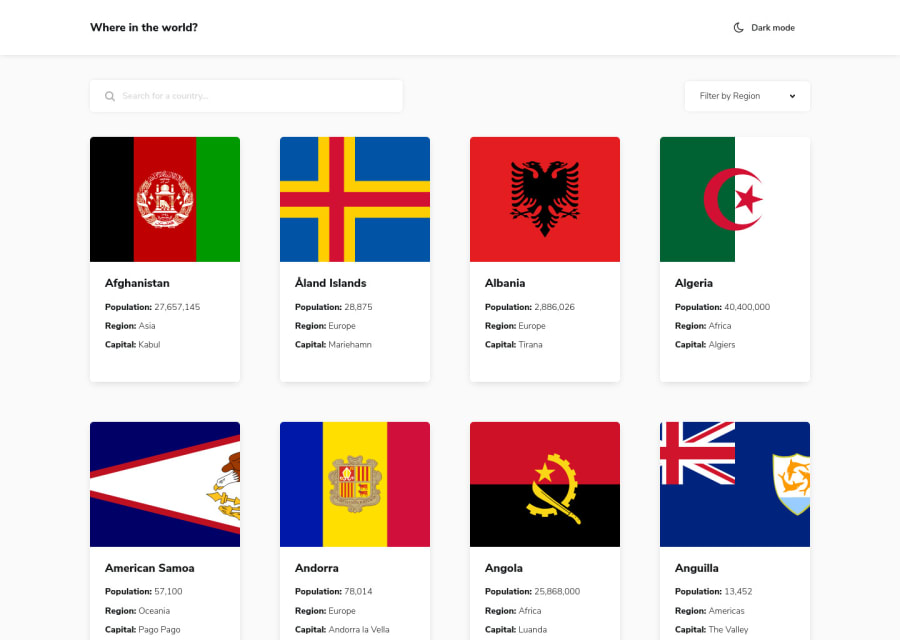 Where in the world?
Dark mode
Search for a country...
Filter by Region
Afghanistan
Population: 27,657,145
Region: Asia
Capital: Kabul
Åland Islands
Population: 28,875
Region: Europe
Capital: Mariehamn
Albania
Population: 2,886,026
Region: Europe
Capital: Tirana
Algeria
Population: 40,400,000
Region: Africa
Capital: Algiers
American Samoa
Population: 57,100
Region: Oceania
Capital: Pago Pago
Andorra
Population: 78,014
Region: Europe
Capital: Andorra la Vella
Angola
Population: 25,868,000
Region: Africa
Capital: Luanda
Anguilla
Population: 13,452
Region: Americas
Capital: The Valley